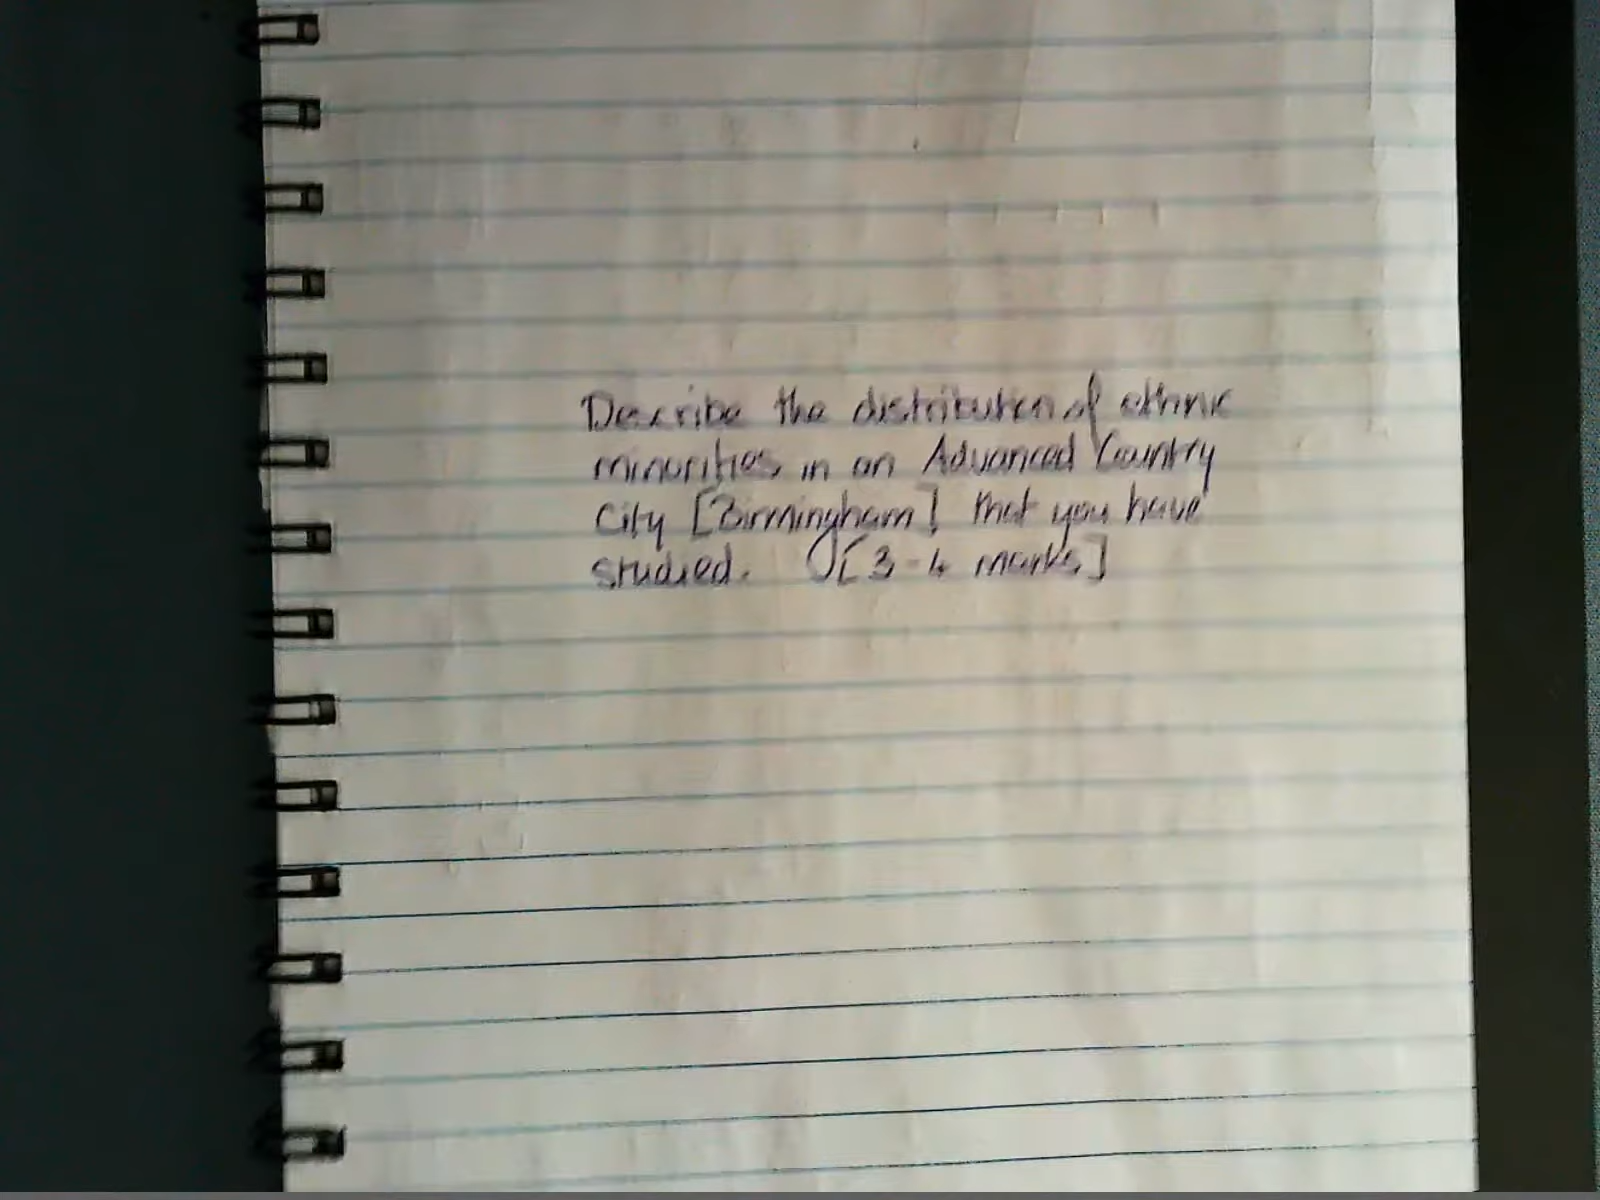 Describe the distribution of ethnic
minorities in an Advanced Country
City [Birmingham] that you have
studied. [3-4 marks]